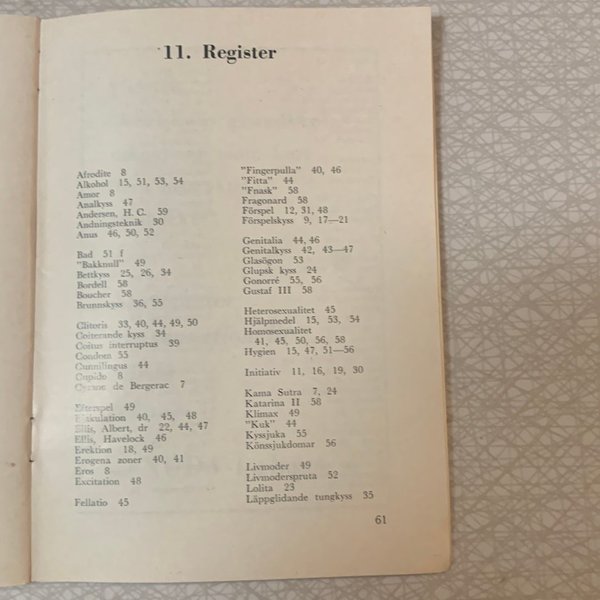 11. Register
Afrodite 8
Alkohol 15, 51, 53, 54
Amor 8
Analkyss 47
Andersen, H. C. 59
Andningsteknik 30
Anus 46, 50, 52
Bad 51 f
"Bakknull" 49
Bettkyss 25, 26, 34
Bordell 58
Boucher 58
Brunnskyss 36, 55
Clitoris 33, 40, 44, 49, 50
Coiterande kyss 34
Coitus interruptus 39
Condom 55
Cunnilingus 44
Cupido 8
Cyrano de Bergerac 7
Efterspel 49
Ejakulation 40, 45, 48
Ellis, Albert, dr 22, 44, 47
Ellis, Havelock 46
Erektion 18, 49
Erogena zoner 40, 41
Eros 8
Excitation 48
Fellatio 45
"Fingerpulla" 40, 46
"Fitta" 44
"Fnask" 58
Fragonard 58
Förspel 12, 31, 48
Förspelskyss 9, 17—21
Genitalia 44, 46
Genitalkyss 42, 43—47
Glasögon 53
Glupsk kyss 24
Gonorré 55, 56
Gustaf III 58
Heterosexualitet 45
Hjälpmedel 15, 53, 54
Homosexualitet
41, 45, 50, 56, 58
Hygien 15, 47, 51—56
Initiativ 11, 16, 19, 30
Kama Sutra 7, 24
Katarina II 58
Klimax 49
"Kuk" 44
Kyssjuka 55
Könssjukdomar 56
Livmoder 49
Livmoderspruta 52
Lolita 23
Läppglidande tungkyss 35
61